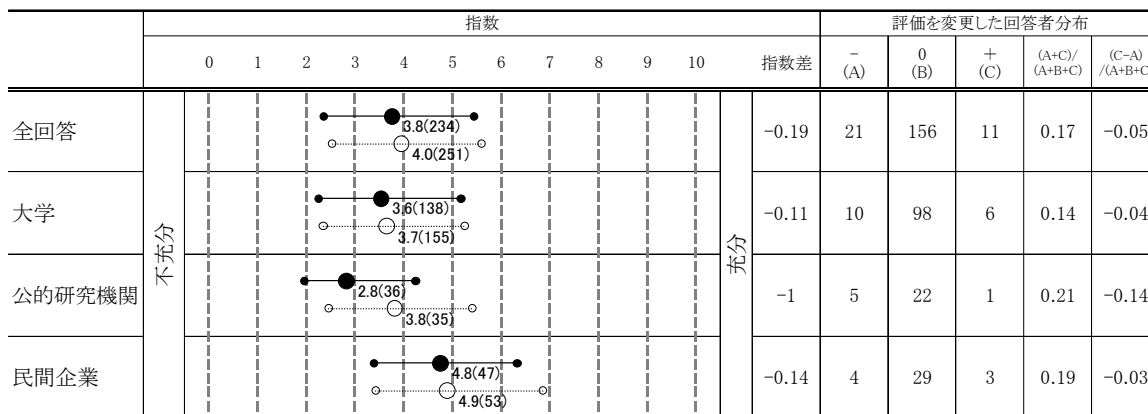 指数 評価を変更した回答者分布
0 1 2 3 4 5 6 7 8 9 10 指数差 − (A) 0 (B) + (C) (A+C)/ (A+B+C) (C-A) /(A+B+C
不充分
充分
全回答 3.8(234) -0.19 21 156 11 0.17 -0.05
4.0(251)
大学 3.6(138) -0.11 10 98 6 0.14 -0.04
3.7(155)
公的研究機関 2.8(36) -1 5 22 1 0.21 -0.14
3.8(35)
民間企業 4.8(47) -0.14 4 29 3 0.19 -0.03
4.9(53)